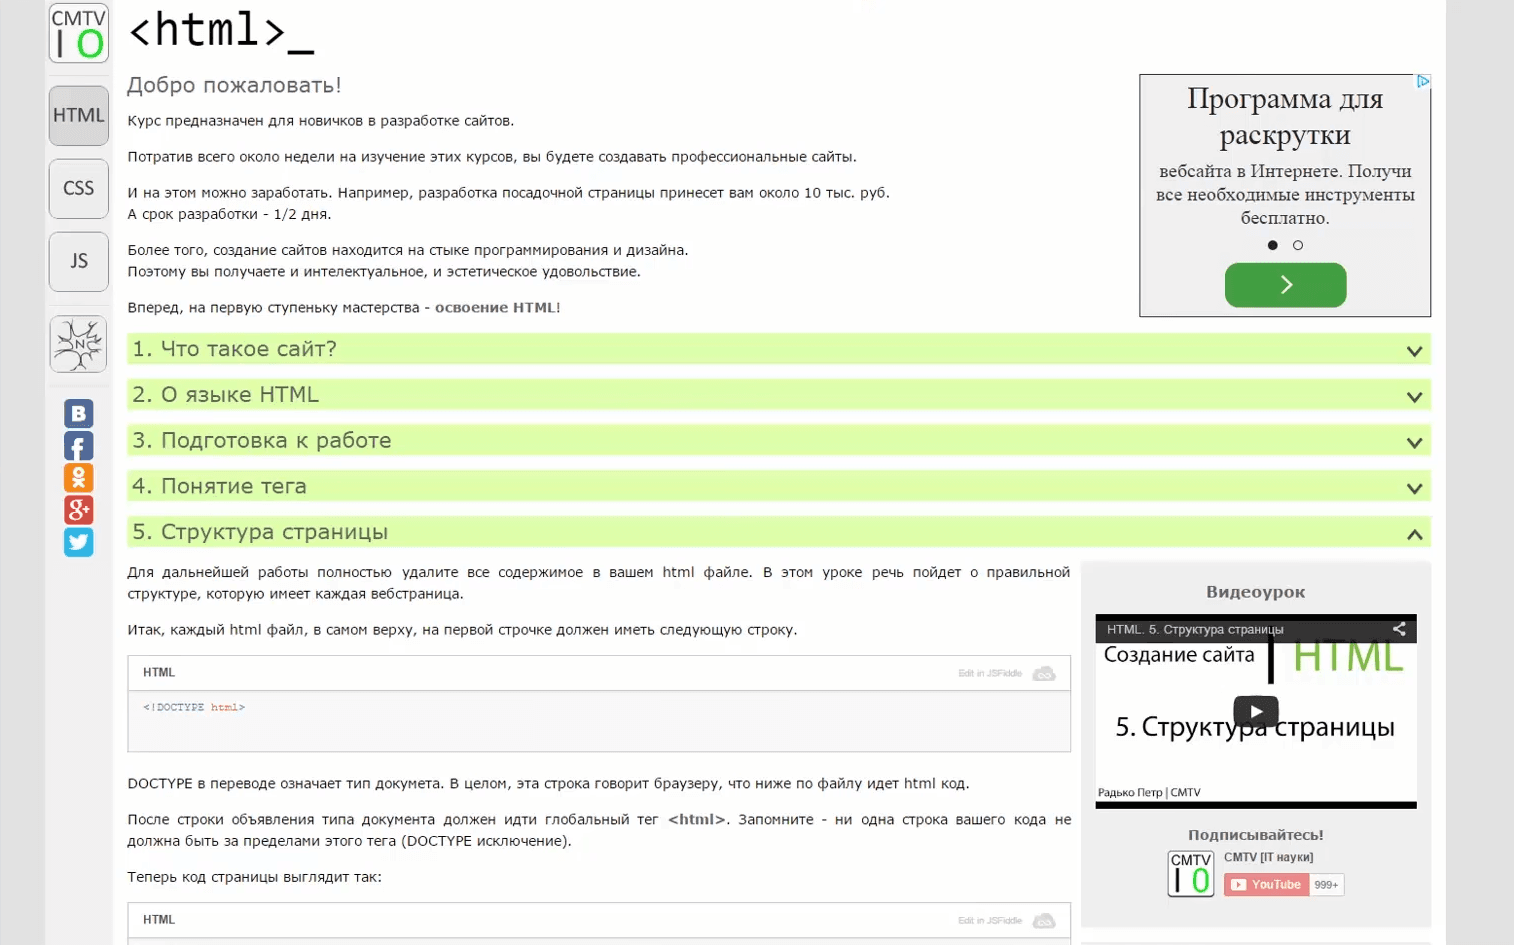 CMTV
IO
<html>_
HTML
CSS
JS
N
Добро пожаловать!
Курс предназначен для новичков в разработке сайтов.
Потратив всего около недели на изучение этих курсов, вы будете создавать профессиональные сайты.
И на этом можно заработать. Например, разработка посадочной страницы принесет вам около 10 тыс. руб.
А срок разработки - 1/2 дня.
Более того, создание сайтов находится на стыке программирования и дизайна.
Поэтому вы получаете и интелектуальное, и эстетическое удовольствие.
Вперед, на первую ступеньку мастерства - освоение HTML!
Программа для
раскрутки
вебсайта в Интернете. Получи
все необходимые инструменты
бесплатно.
1. Что такое сайт?
2. О языке HTML
3. Подготовка к работе
4. Понятие тега
5. Структура страницы
Для дальнейшей работы полностью удалите все содержимое в вашем html файле. В этом уроке речь пойдет о правильной
структуре, которую имеет каждая вебстраница.
Итак, каждый html файл, в самом верху, на первой строчке должен иметь следующую строку.
HTML
Edit in JSFiddle
<!DOCTYPE html>
DOCTYPE в переводе означает тип докумета. В целом, эта строка говорит браузеру, что ниже по файлу идет html код.
После строки объявления типа документа должен идти глобальный тег <html>. Запомните - ни одна строка вашего кода не
должна быть за пределами этого тега (DOCTYPE исключение).
Теперь код страницы выглядит так:
HTML
Edit in JSFiddle
Видеоурок
HTML. 5. Структура страницы
Создание сайта | HTML
5. Структура страницы
Радько Петр | CMTV
Подписывайтесь!
CMTV
IO
CMTV [IT науки]
YouTube 999+